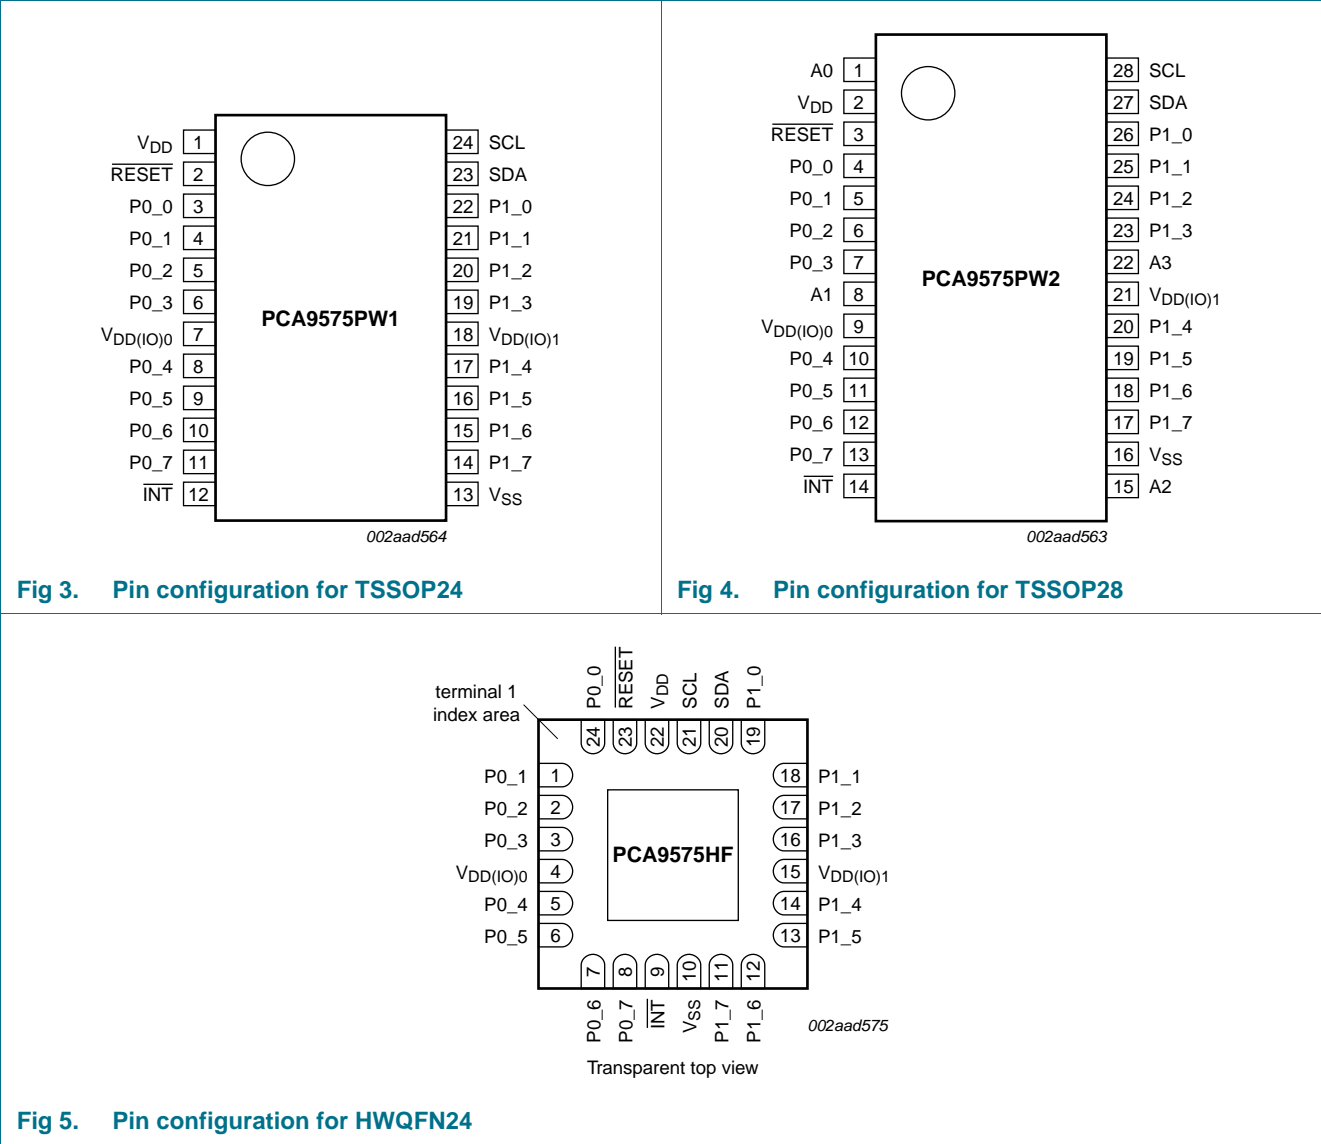 VDD 1
RESET 2
P0_0 3
P0_1 4
P0_2 5
P0_3 6
VDD(IO)0 7
P0_4 8
P0_5 9
P0_6 10
P0_7 11
INT 12
PCA9575PW1
24 SCL
23 SDA
22 P1_0
21 P1_1
20 P1_2
19 P1_3
18 VDD(IO)1
17 P1_4
16 P1_5
15 P1_6
14 P1_7
13 VSS
002aad564
Fig 3. Pin configuration for TSSOP24
A0 1
VDD 2
RESET 3
P0_0 4
P0_1 5
P0_2 6
P0_3 7
A1 8
VDD(IO)0 9
P0_4 10
P0_5 11
P0_6 12
P0_7 13
INT 14
PCA9575PW2
28 SCL
27 SDA
26 P1_0
25 P1_1
24 P1_2
23 P1_3
22 A3
21 VDD(IO)1
20 P1_4
19 P1_5
18 P1_6
17 P1_7
16 VSS
15 A2
002aad563
Fig 4. Pin configuration for TSSOP28
terminal 1
index area
P0_0 24
RESET 23
VDD 22
SCL 21
SDA 20
P1_0 19
P0_1 1
P0_2 2
P0_3 3
VDD(IO)0 4
P0_4 5
P0_5 6
PCA9575HF
18 P1_1
17 P1_2
16 P1_3
15 VDD(IO)1
14 P1_4
13 P1_5
7 P0_6
8 P0_7
9 INT
10 VSS
11 P1_7
12 P1_6
002aad575
Transparent top view
Fig 5. Pin configuration for HWQFN24